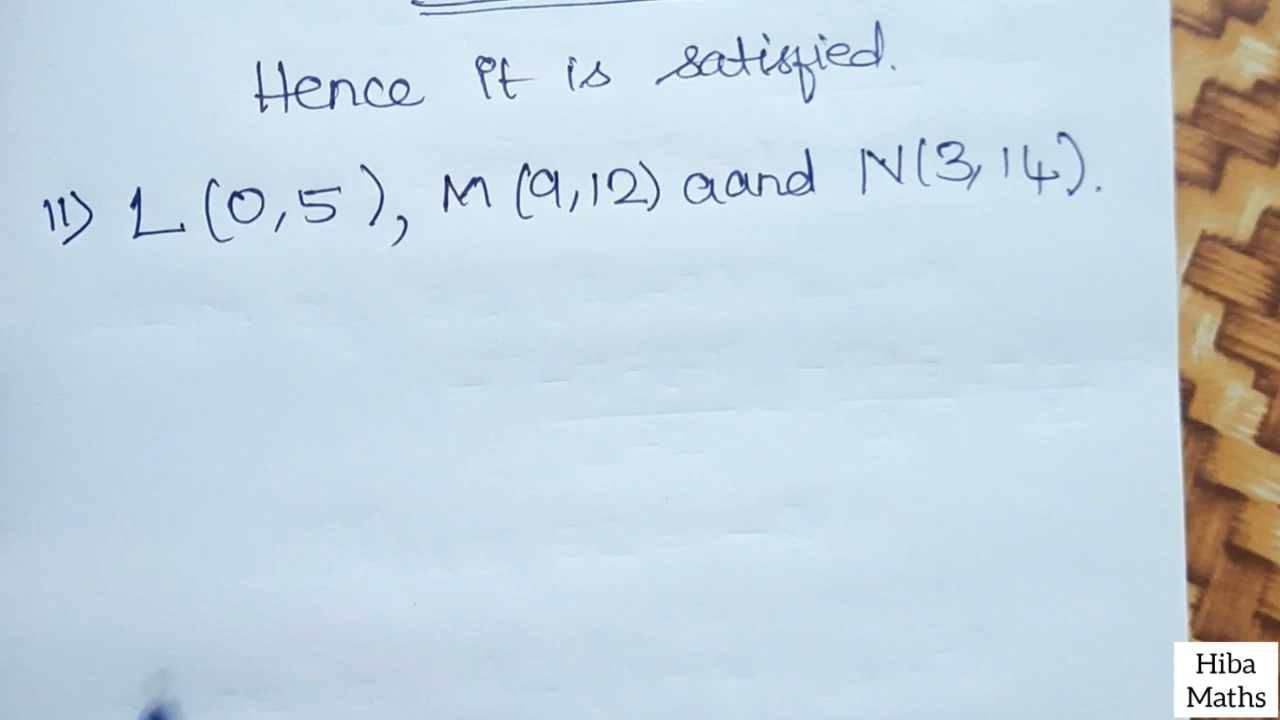 Hence it is satisfied.
11) L(0,5), M(9,12) aand N(3,14).
Hiba
Maths